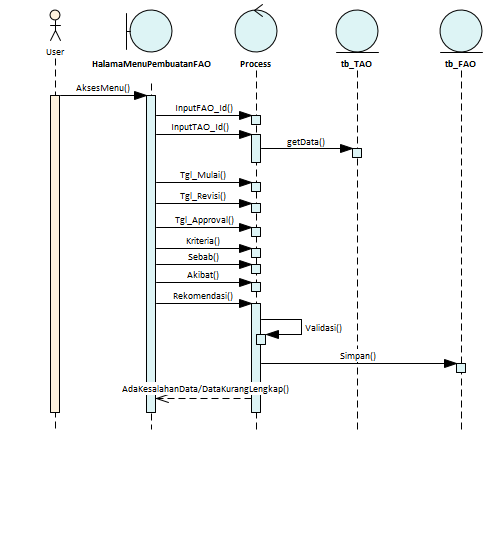 User
HalamaMenuPembuatanFAO
Process
tb_TAO
tb_FAO
AksesMenu()
InputFAO_Id()
InputTAO_Id()
getData()
Tgl_Mulai()
Tgl_Revisi()
Tgl_Approval()
Kriteria()
Sebab()
Akibat()
Rekomendasi()
Validasi()
Simpan()
AdaKesalahanData/DataKurangLengkap()